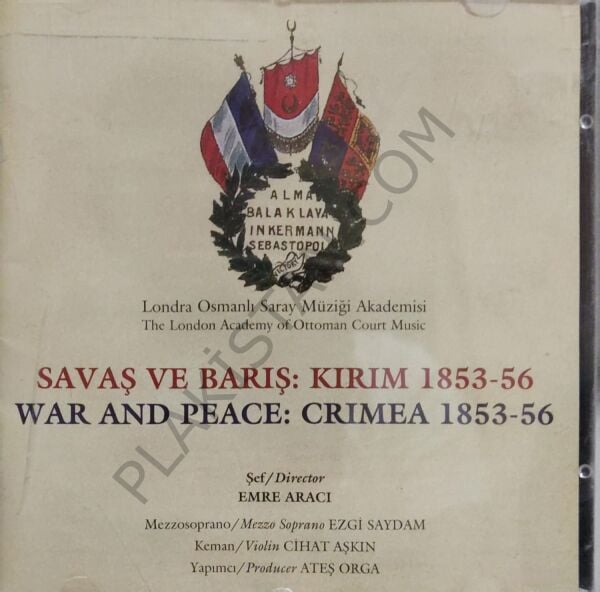 ALMA
BALAKLAVA
INKERMANN
SEBASTOPOL
Londra Osmanlı Saray Müziği Akademisi
The London Academy of Ottoman Court Music
SAVAŞ VE BARIŞ: KIRIM 1853-56
WAR AND PEACE: CRIMEA 1853-56
Şef/Director
EMRE ARACI
Mezzosoprano/Mezzo Soprano EZGİ SAYDAM
Keman/Violin CİHAT AŞKIN
Yapımcı/Producer ATEŞ ORGA
PLAKİSTAN.COM